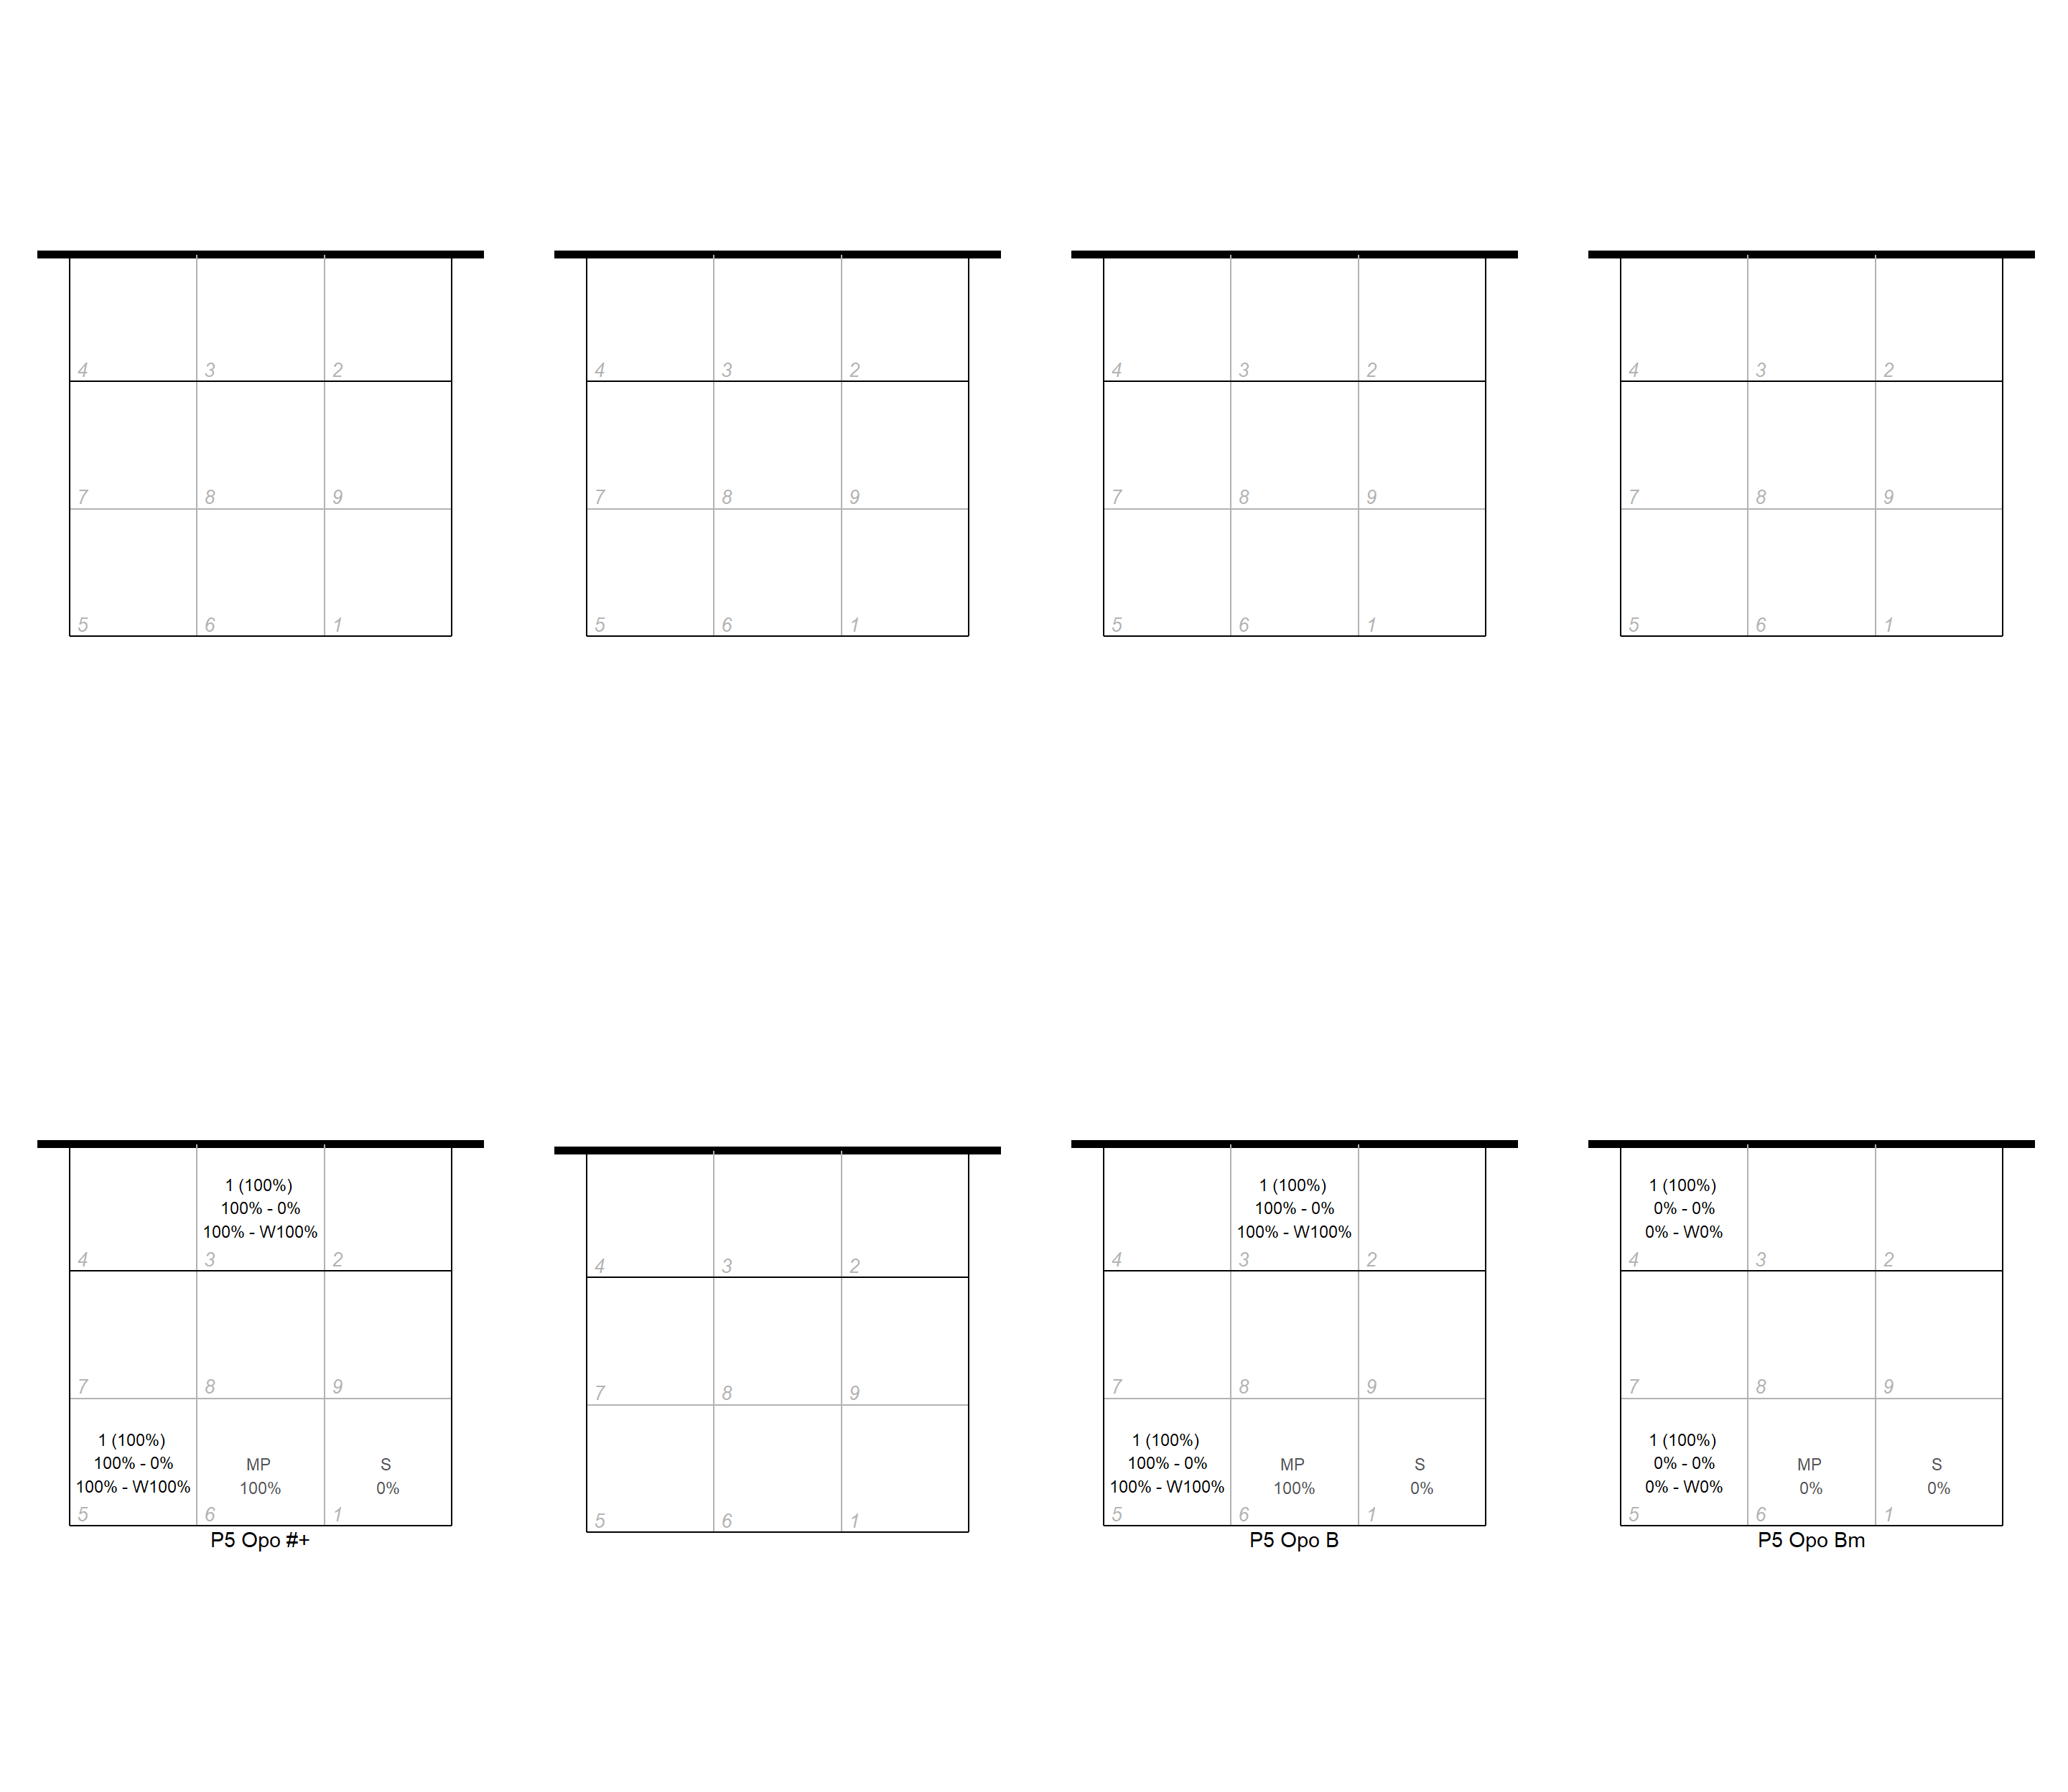 4 3 2 4 3 2 4 3 2 4 3 2
7 8 9 7 8 9 7 8 9 7 8 9
5 6 1 5 6 1 5 6 1 5 6 1
1 (100%) 1 (100%) 1 (100%)
100% - 0% 100% - 0% 0% - 0%
100% - W100% 100% - W100% 0% - W0%
4 3 2 4 3 2 4 3 2 4 3 2
7 8 9 7 8 9 7 8 9 7 8 9
1 (100%) 1 (100%) 1 (100%)
100% - 0% MP S 100% - 0% MP S 0% - 0% MP S
100% - W100% 100% 0% 100% - W100% 100% 0% 0% - W0% 0% 0%
5 6 1 5 6 1 5 6 1 5 6 1
P5 Opo #+ P5 Opo B P5 Opo Bm